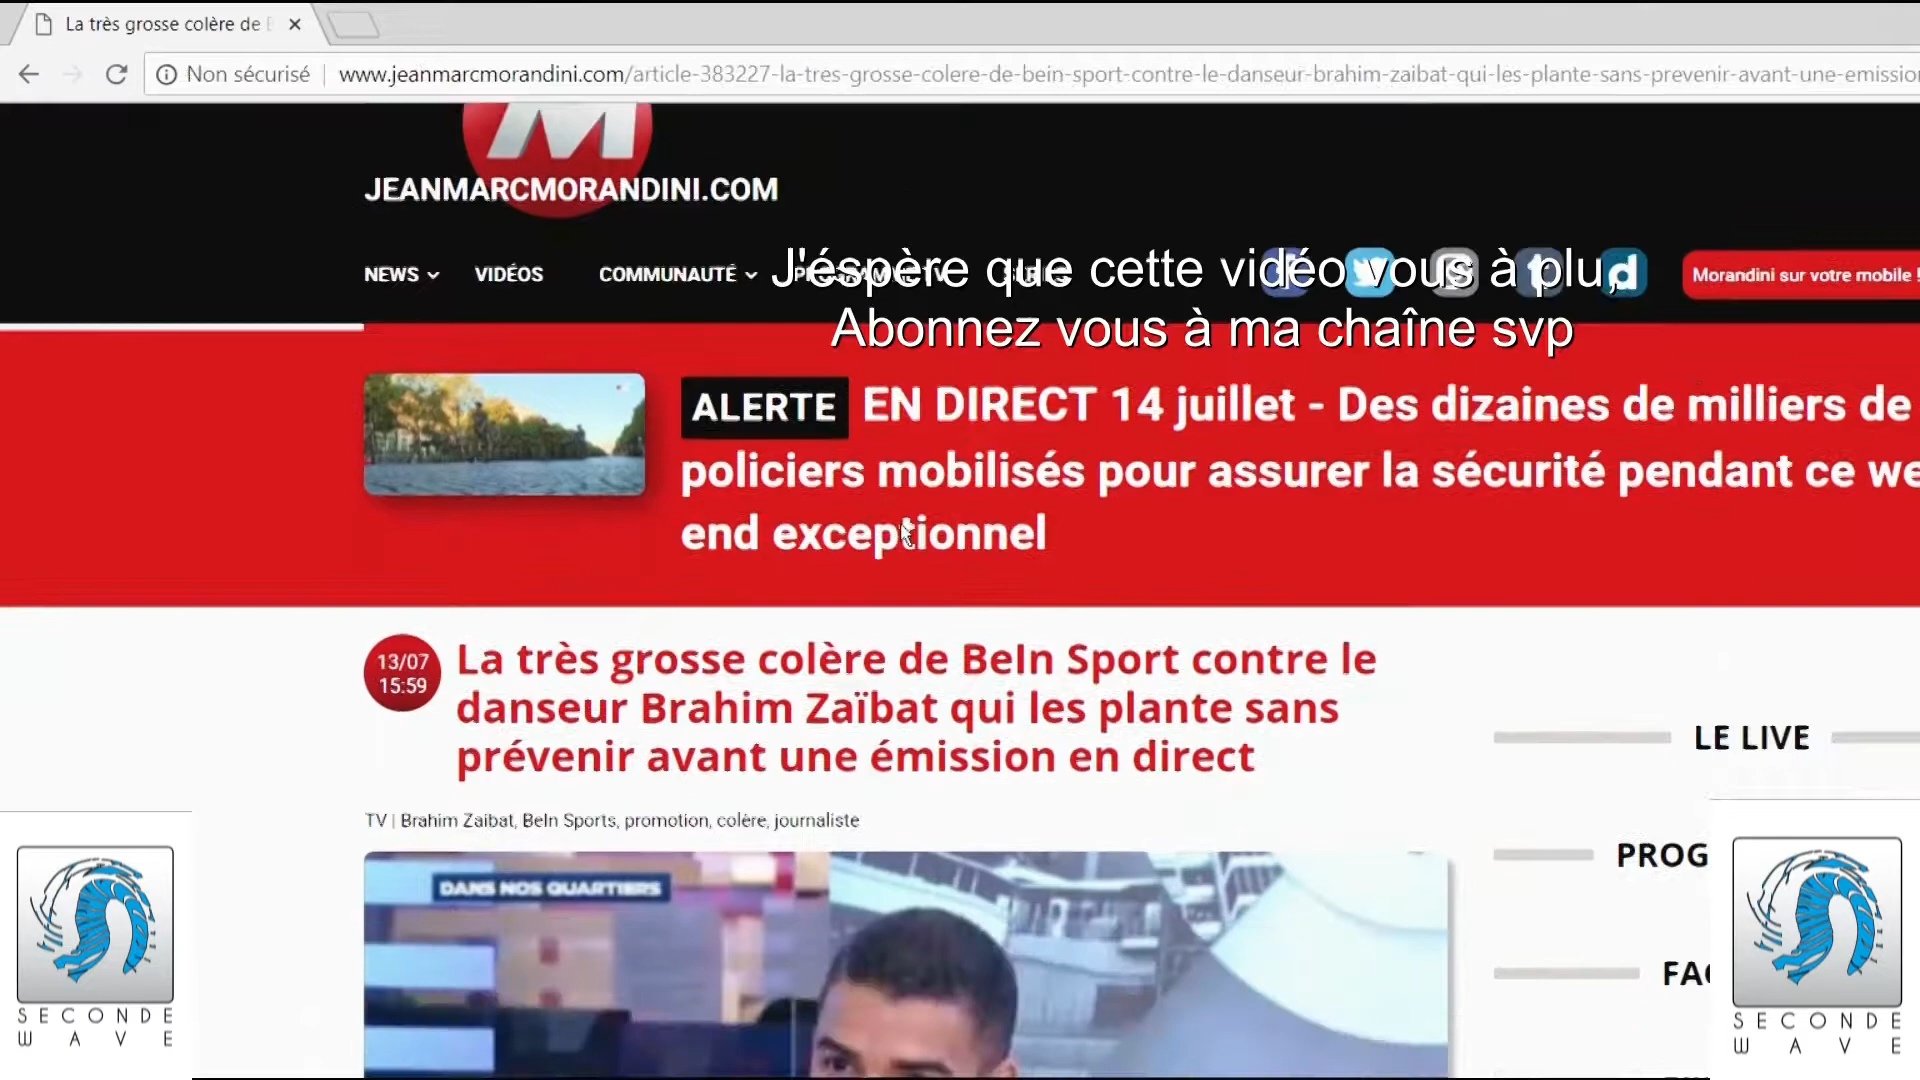 La très grosse colère de
Non sécurisé
www.jeanmarcmorandini.com/article-383227-la-tres-grosse-colere-de-bein-sport-contre-le-danseur-brahim-zaibat-qui-les-plante-sans-prevenir-avant-une-emission
JEANMARCMORANDINI.COM
NEWS VIDÉOS COMMUNAUTÉ
Morandini sur votre mobile !
J'éspère que cette vidéo vous à plu,
Abonnez vous à ma chaîne svp
ALERTE EN DIRECT 14 juillet - Des dizaines de milliers de
policiers mobilisés pour assurer la sécurité pendant ce we
end exceptionnel
13/07
15:59
La très grosse colère de BeIn Sport contre le
danseur Brahim Zaïbat qui les plante sans
prévenir avant une émission en direct
TV | Brahim Zaibat, BeIn Sports, promotion, colère, journaliste
DANS NOS QUARTIERS
LE LIVE
PROG
FAC
SECONDE
WAVE
SECONDE
WAVE